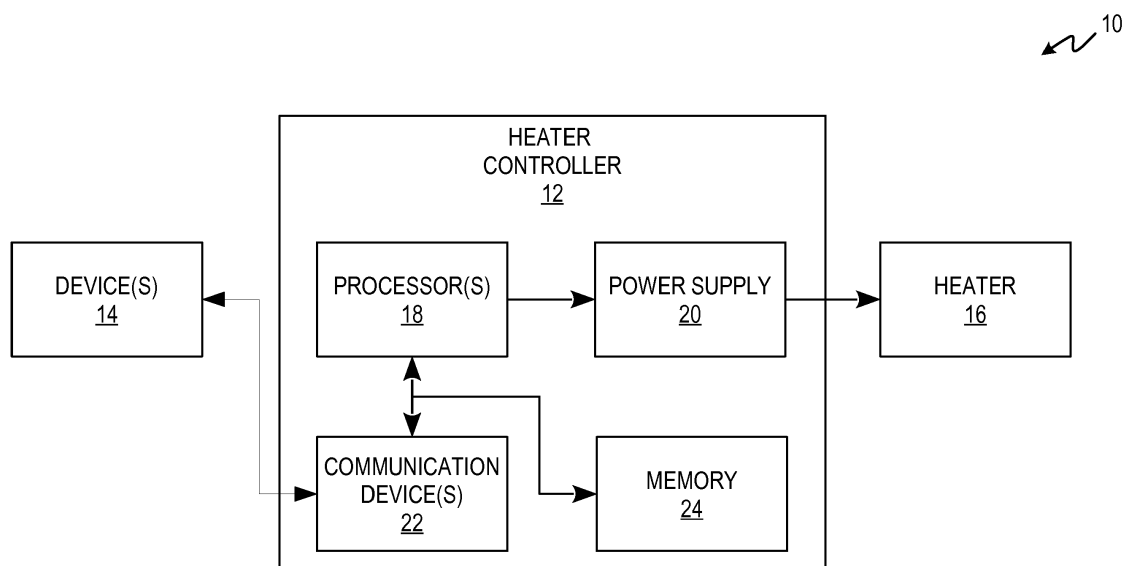 10
HEATER
CONTROLLER
12
DEVICE(S)
14
PROCESSOR(S)
18
POWER SUPPLY
20
HEATER
16
COMMUNICATION
DEVICE(S)
22
MEMORY
24